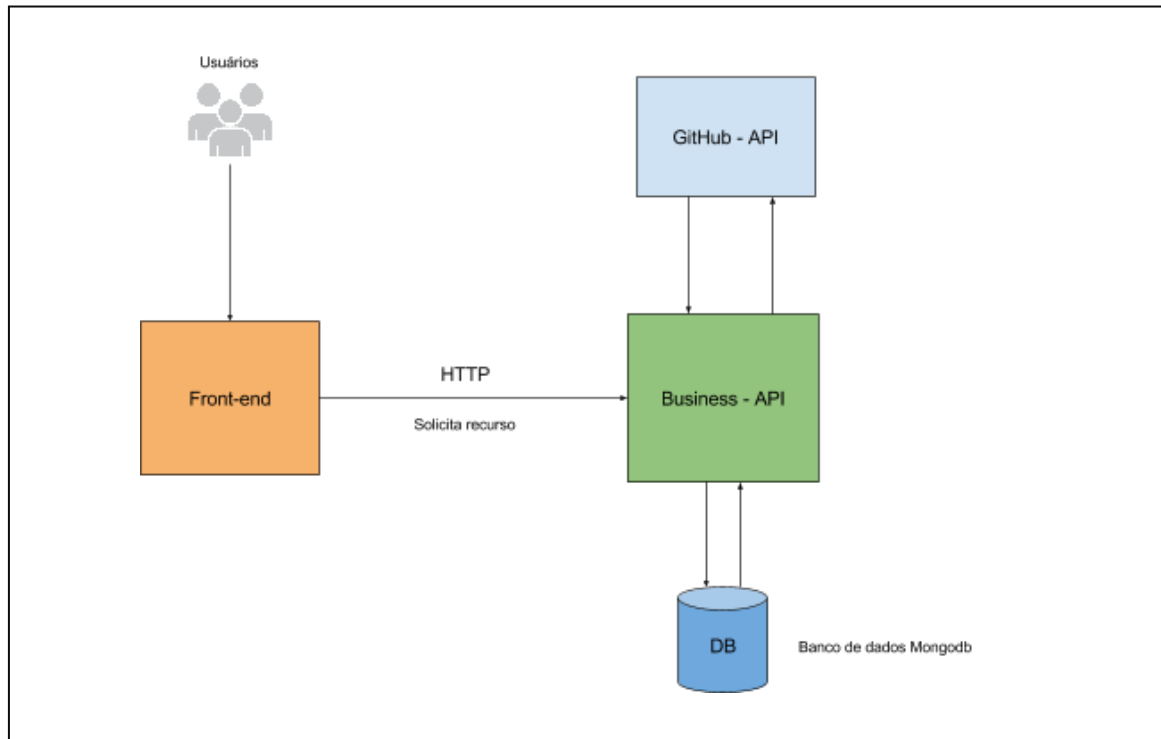 Usuários
GitHub - API
HTTP
Front-end
Business - API
Solicita recurso
DB
Banco de dados Mongodb